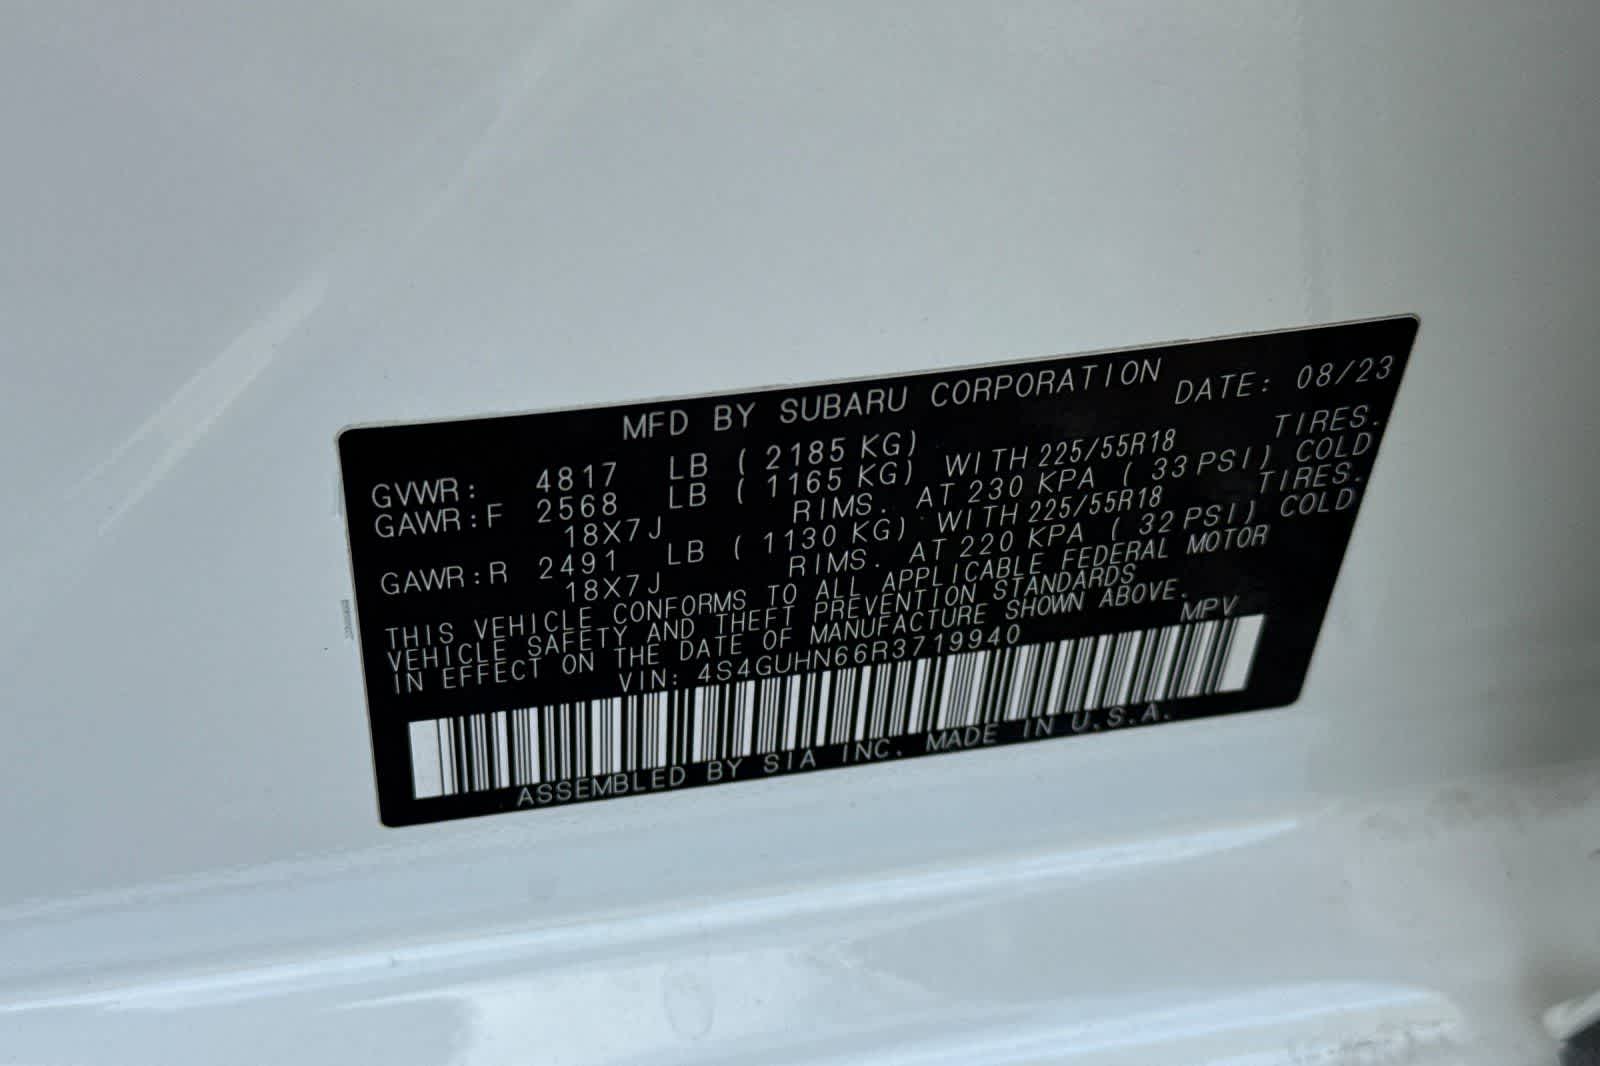 MFD BY SUBARU CORPORATION DATE: 08/23
GVWR: 4817 LB ( 2185 KG)
GAWR:F 2568 LB ( 1165 KG) WITH 225/55R18 TIRES.
18X7J RIMS. AT 230 KPA ( 33 PSI) COLD
GAWR:R 2491 LB ( 1130 KG) WITH 225/55R18 TIRES.
18X7J RIMS. AT 220 KPA ( 32 PSI) COLD
THIS VEHICLE CONFORMS TO ALL APPLICABLE FEDERAL MOTOR
VEHICLE SAFETY AND THEFT PREVENTION STANDARDS
IN EFFECT ON THE DATE OF MANUFACTURE SHOWN ABOVE.
VIN: 4S4GUHN66R3719940 MPV
ASSEMBLED BY SIA INC. MADE IN U.S.A.